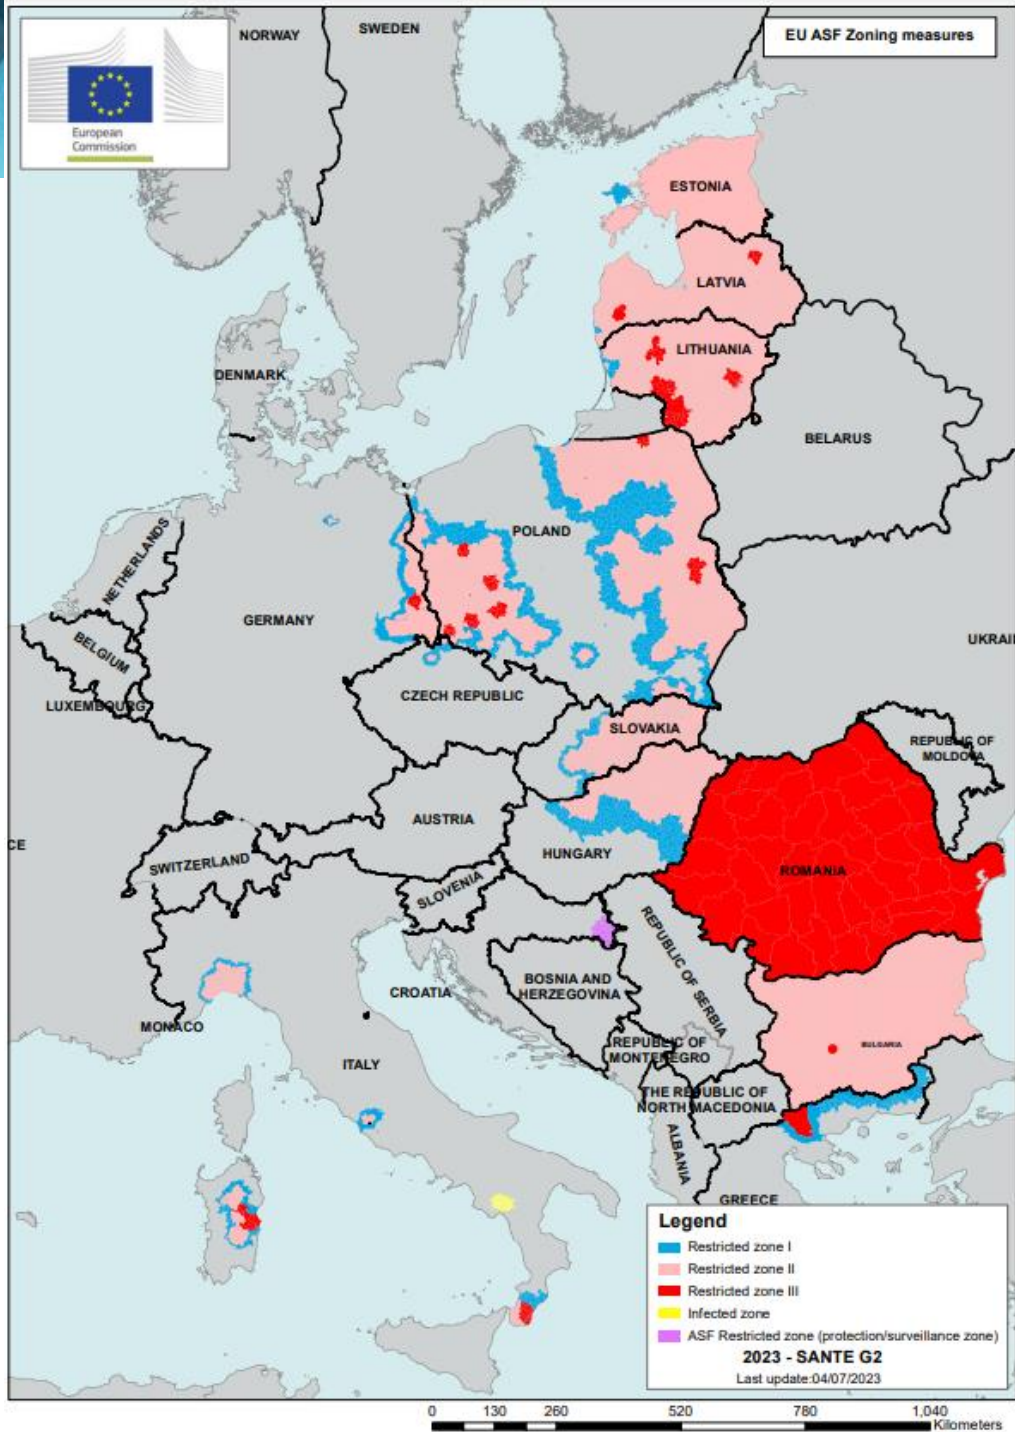 NORWAY
SWEDEN
EU ASF Zoning measures
European
Commission
ESTONIA
LATVIA
LITHUANIA
DENMARK
BELARUS
NETHERLANDS
POLAND
GERMANY
BELGIUM
UKRAI
LUXEMBOURG
CZECH REPUBLIC
SLOVAKIA
REPUBLIC OF
MOLDOVA
AUSTRIA
CE
HUNGARY
SWITZERLAND
ROMANIA
SLOVENIA
REPUBLIC OF SERBIA
BOSNIA AND
HERZEGOVINA
CROATIA
MONACO
REPUBLIC OF
MONTENEGRO
BULGARIA
ITALY
THE REPUBLIC OF
NORTH MACEDONIA
ALBANIA
GREECE
Legend
Restricted zone I
Restricted zone II
Restricted zone III
Infected zone
ASF Restricted zone (protection/surveillance zone)
2023 - SANTE G2
Last update:04/07/2023
0 130 260 520 780 1,040
Kilometers